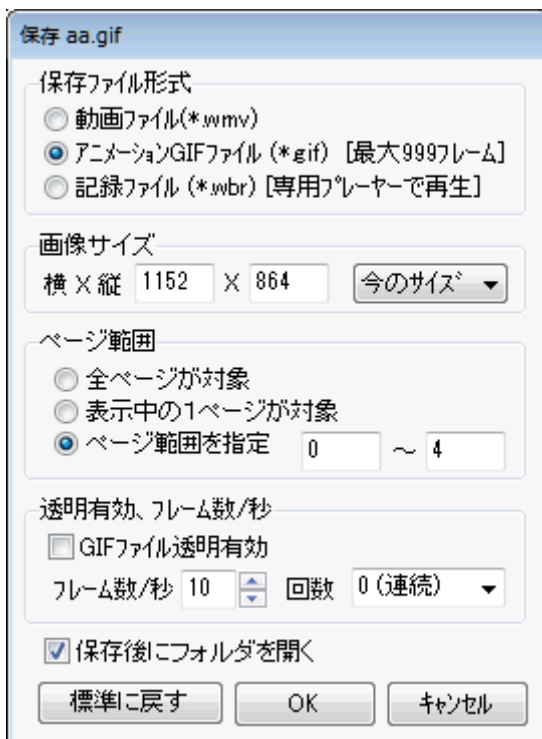 保存 aa.gif
保存ファイル形式
動画ファイル(*.wmv)
アニメーションGIFファイル (*.gif) [最大999フレーム]
記録ファイル (*.wbr) [専用プレーヤーで再生]
画像サイズ
横 X 縦 1152 X 864 今のサイズ
ページ範囲
全ページが対象
表示中の1ページが対象
ページ範囲を指定 0 ～ 4
透明有効、フレーム数/秒
GIFファイル透明有効
フレーム数/秒 10 回数 0 (連続)
保存後にフォルダを開く
標準に戻す OK キャンセル